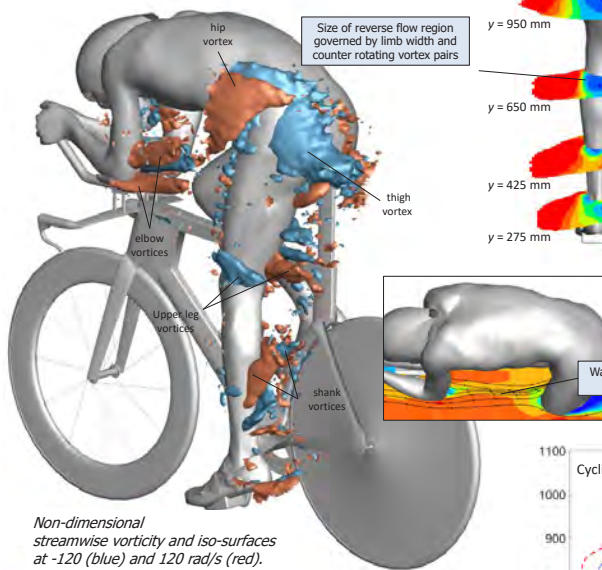 hip
vortex
Size of reverse flow region
governed by limb width and
counter rotating vortex pairs
y = 950 mm
y = 650 mm
y = 425 mm
y = 275 mm
thigh
vortex
elbow
vortices
Upper leg
vortices
shank
vortices
Wa
Non-dimensional
streamwise vorticity and iso-surfaces
at -120 (blue) and 120 rad/s (red).
1100
Cycl
1000
900